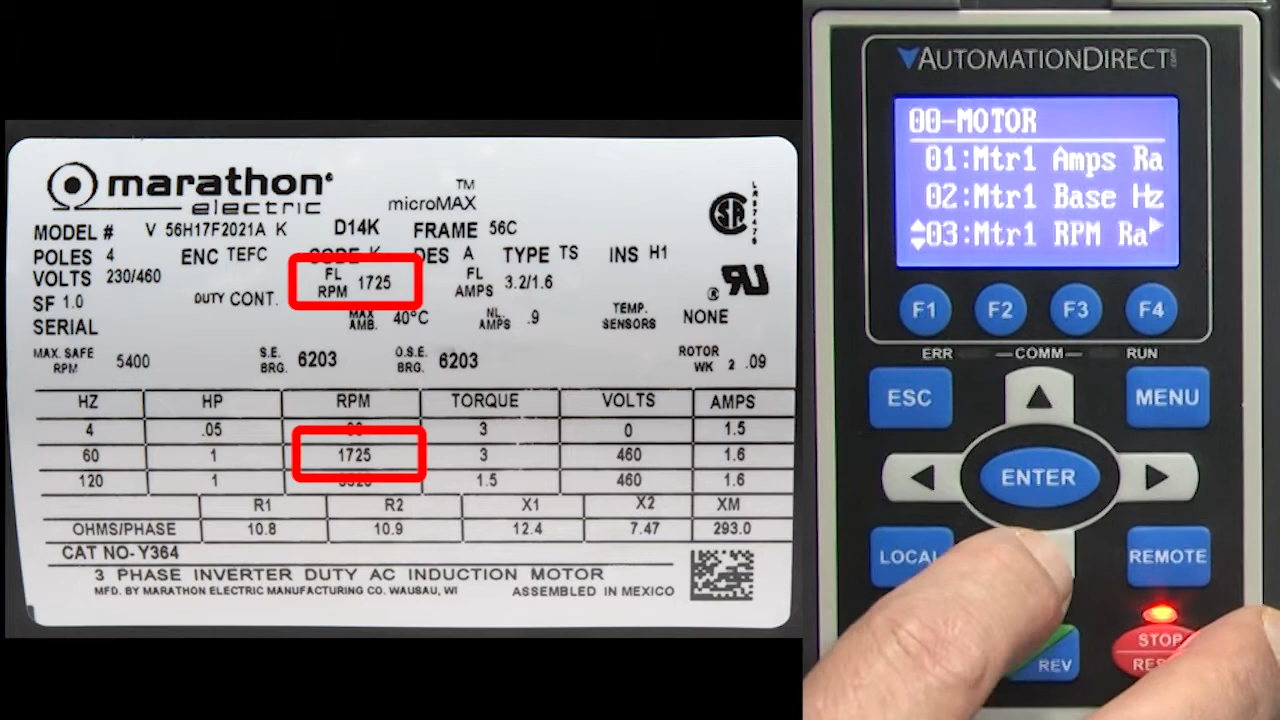 marathon®
electric
microMAX™
MODEL # V 56H17F2021A K D14K FRAME 56C
POLES 4 ENC TEFC CODE K DES A TYPE TS INS H1
VOLTS 230/460 FL RPM 1725 FL AMPS 3.2/1.6
SF 1.0 DUTY CONT. MAX AMB. 40°C NL. AMPS .9 TEMP. SENSORS NONE
SERIAL
MAX. SAFE RPM 5400 S.E. BRG. 6203 O.S.E. BRG. 6203 ROTOR WK 2 .09
HZ HP RPM TORQUE VOLTS AMPS
4 .05 3 0 1.5
60 1 1725 3 460 1.6
120 1 1.5 460 1.6
R1 R2 X1 X2 XM
OHMS/PHASE 10.8 10.9 12.4 7.47 293.0
CAT NO- Y364
3 PHASE INVERTER DUTY AC INDUCTION MOTOR
MFD. BY MARATHON ELECTRIC MANUFACTURING CO. WAUSAU, WI ASSEMBLED IN MEXICO
AUTOMATIONDIRECT.com
00-MOTOR
01:Mtr1 Amps Ra
02:Mtr1 Base Hz
03:Mtr1 RPM Ra
F1 F2 F3 F4
ERR COMM RUN
ESC MENU
ENTER
LOCAL REMOTE
REV STOP
RES